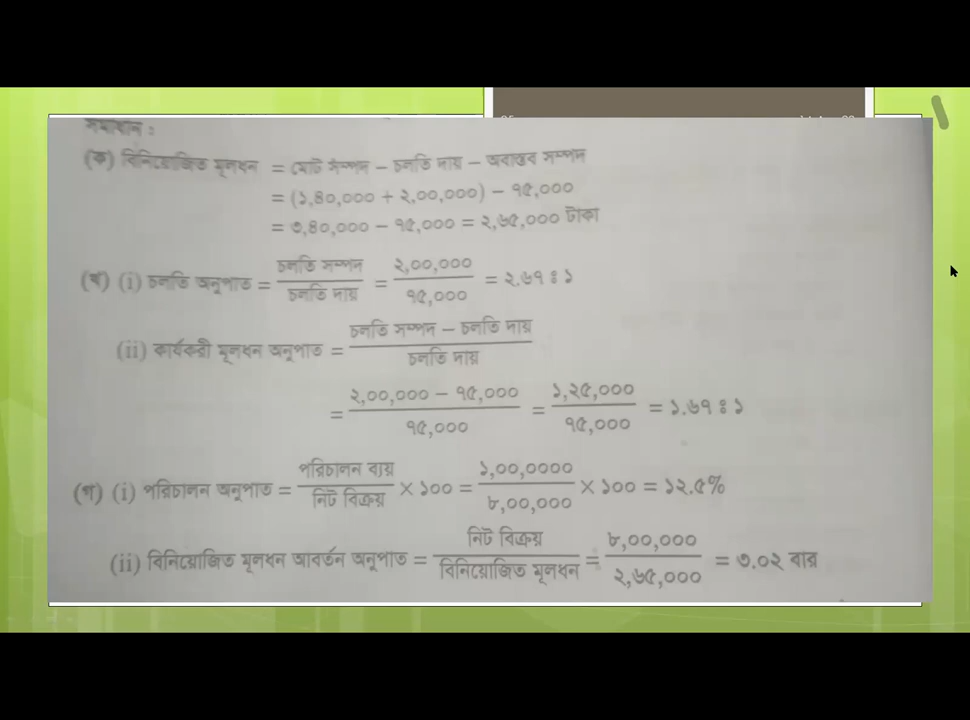 সমাধান :
(ক) বিনিয়োজিত মূলধন = মোট সম্পদ − চলতি দায় − অবাস্তব সম্পদ
= (১,৪০,০০০ + ২,০০,০০০) − ৭৫,০০০
= ৩,৪০,০০০ − ৭৫,০০০ = ২,৬৫,০০০ টাকা
(খ) (i) চলতি অনুপাত = চলতি সম্পদ / চলতি দায় = ২,০০,০০০ / ৭৫,০০০ = ২.৬৭ ঃ ১
(ii) কার্যকরী মূলধন অনুপাত = চলতি সম্পদ − চলতি দায় / চলতি দায়
= ২,০০,০০০ − ৭৫,০০০ / ৭৫,০০০ = ১,২৫,০০০ / ৭৫,০০০ = ১.৬৭ ঃ ১
(গ) (i) পরিচালন অনুপাত = পরিচালন ব্যয় / নিট বিক্রয় × ১০০ = ১,০০,০০০০ / ৮,০০,০০০ × ১০০ = ১২.৫%
(ii) বিনিয়োজিত মূলধন আবর্তন অনুপাত = নিট বিক্রয় / বিনিয়োজিত মূলধন = ৮,০০,০০০ / ২,৬৫,০০০ = ৩.০২ বার